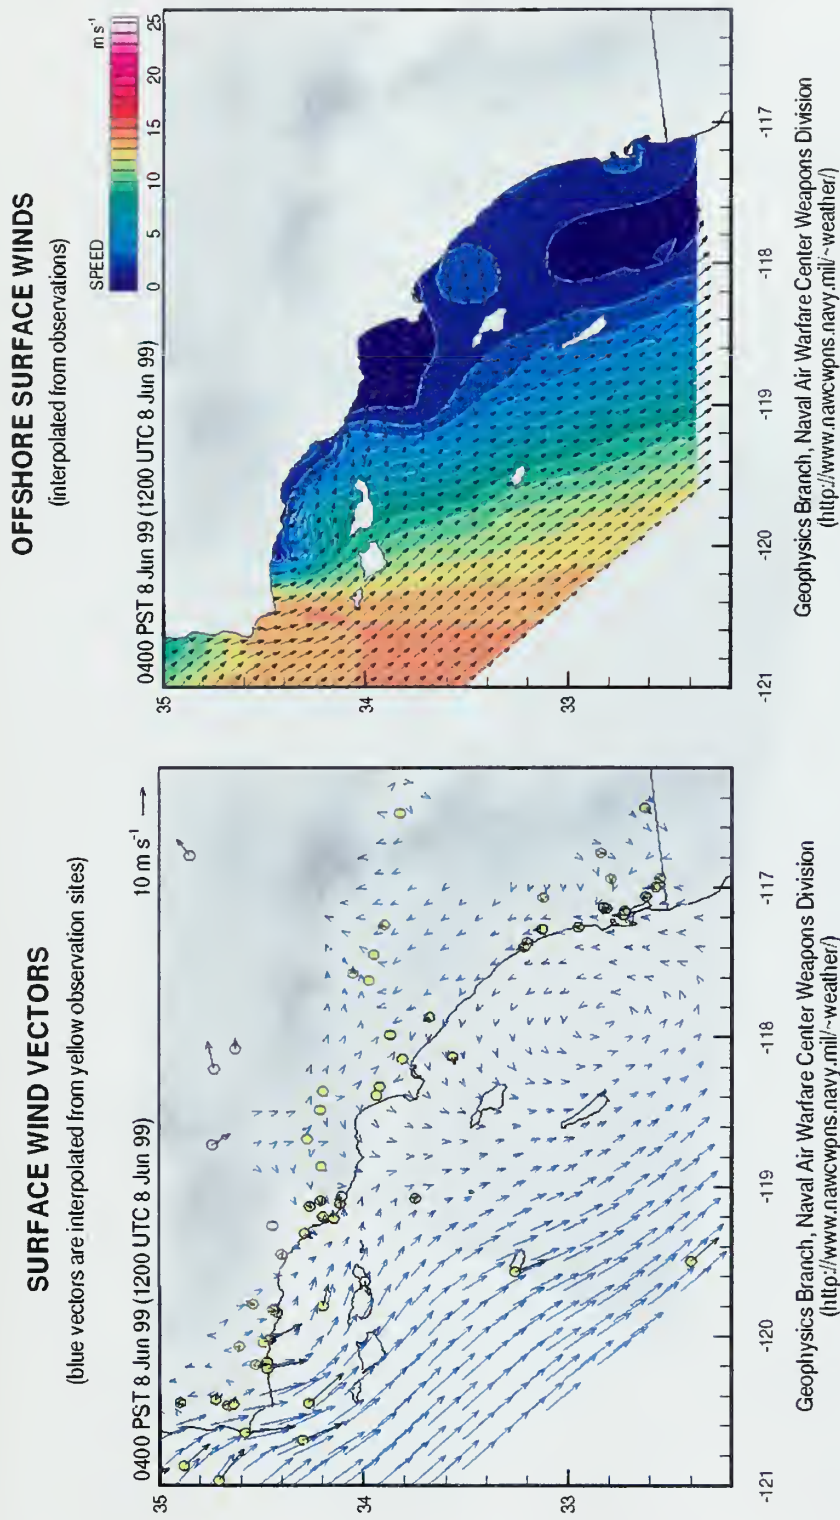 SURFACE WIND VECTORS
(blue vectors are interpolated from yellow observation sites)
0400 PST 8 Jun 99 (1200 UTC 8 Jun 99)
10 m s-1
35
34
33
-121
-120
-119
-118
-117
Geophysics Branch, Naval Air Warfare Center Weapons Division
(http://www.nawcwpns.navy.mil/~weather/)
OFFSHORE SURFACE WINDS
(interpolated from observations)
SPEED
m s-1
0 5 10 15 20 25
0400 PST 8 Jun 99 (1200 UTC 8 Jun 99)
35
34
33
-121
-120
-119
-118
-117
Geophysics Branch, Naval Air Warfare Center Weapons Division
(http://www.nawcwpns.navy.mil/~weather/)